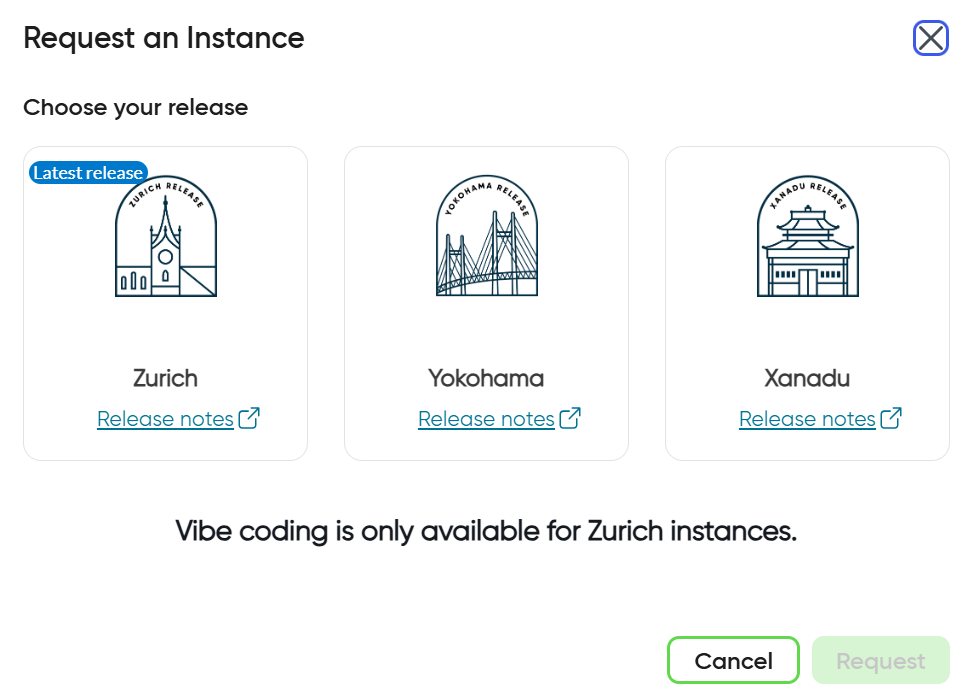 Request an Instance
Choose your release
Latest release
ZURICH RELEASE
YOKOHAMA RELEASE
XANADU RELEASE
Zurich
Yokohama
Xanadu
Release notes
Release notes
Release notes
Vibe coding is only available for Zurich instances.
Cancel
Request